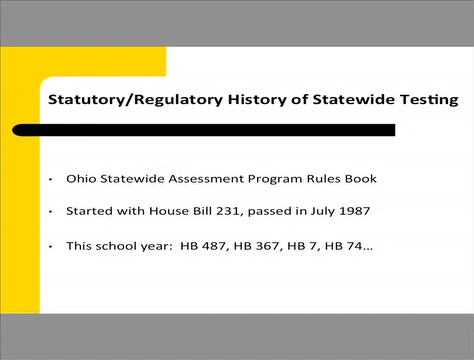 Statutory/Regulatory History of Statewide Testing
• Ohio Statewide Assessment Program Rules Book
• Started with House Bill 231, passed in July 1987
• This school year: HB 487, HB 367, HB 7, HB 74...